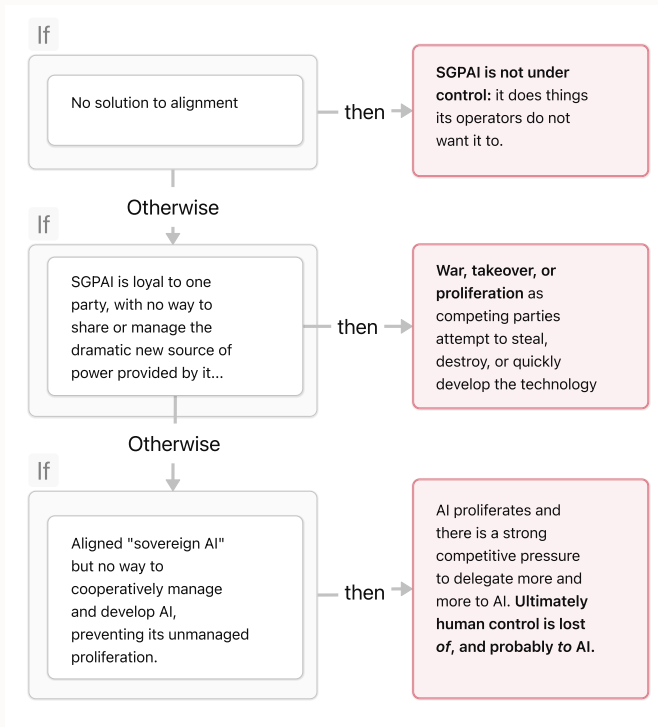 If
No solution to alignment
then
SGPAI is not under
control: it does things
its operators do not
want it to.
Otherwise
If
SGPAI is loyal to one
party, with no way to
share or manage the
dramatic new source of
power provided by it...
then
War, takeover, or
proliferation as
competing parties
attempt to steal,
destroy, or quickly
develop the technology
Otherwise
If
Aligned "sovereign AI"
but no way to
cooperatively manage
and develop AI,
preventing its unmanaged
proliferation.
then
AI proliferates and
there is a strong
competitive pressure
to delegate more and
more to AI. Ultimately
human control is lost
of, and probably to AI.